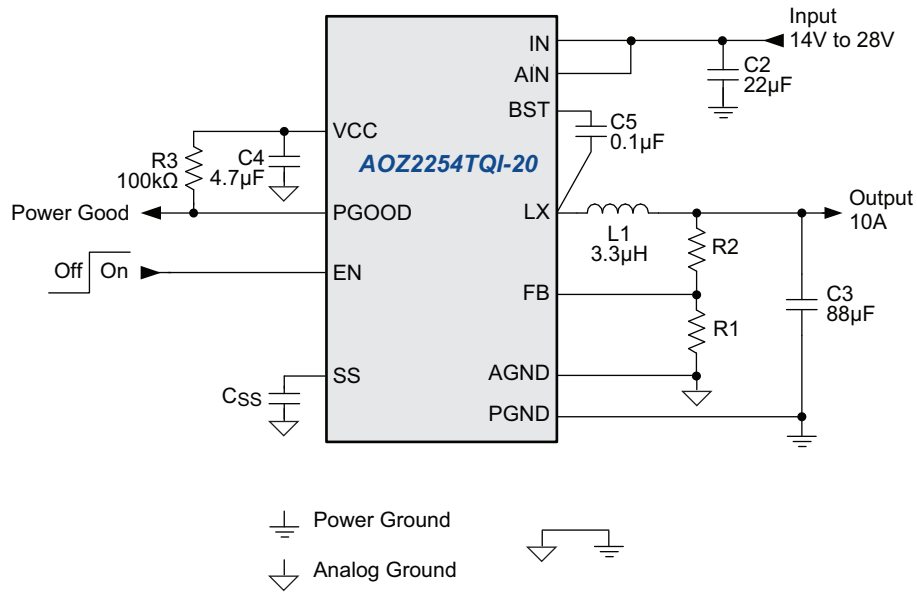 Input
14V to 28V
IN
AIN
C2
22µF
BST
C5
0.1µF
VCC
R3
100kΩ
C4
4.7µF
AOZ2254TQI-20
Power Good
PGOOD
LX
Output
10A
L1
3.3µH
R2
Off
On
EN
FB
R1
C3
88µF
SS
CSS
AGND
PGND
Power Ground
Analog Ground